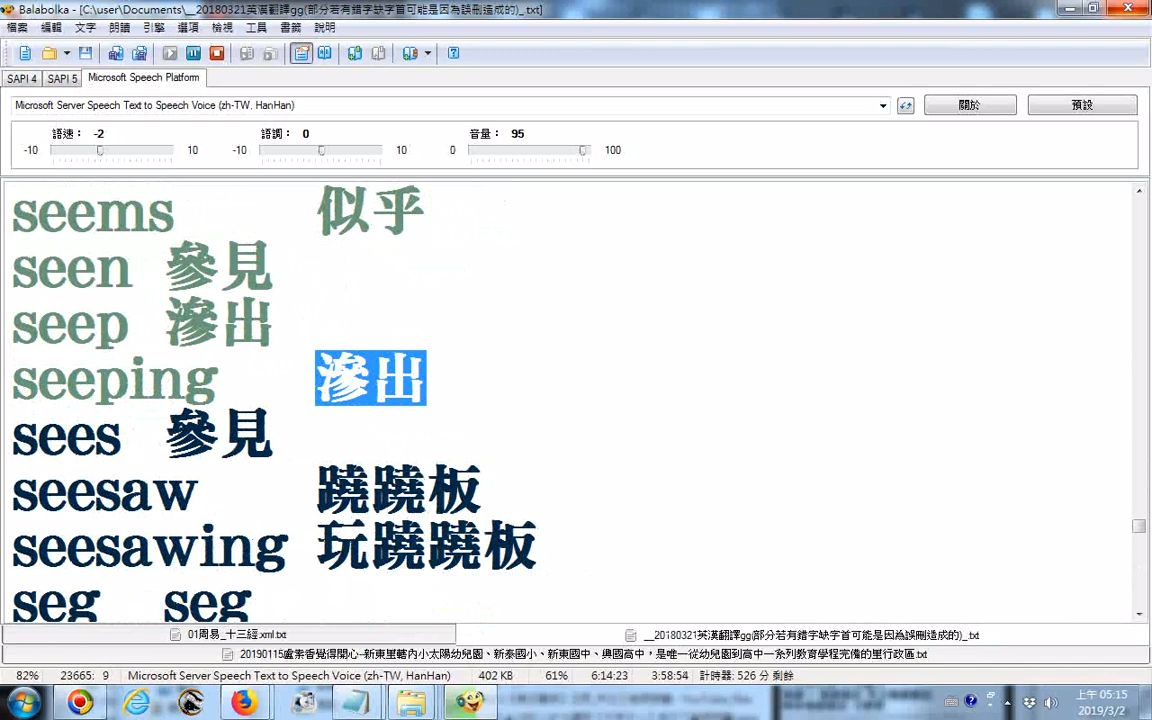 Balabolka - [C:\user\Documents\__20180321英漢翻譯gg(部分若有錯字缺字首可能是因為誤刪造成的)_.txt]
檔案 編輯 文字 朗讀 引擎 選項 檢視 工具 書籤 說明
SAPI 4 SAPI 5 Microsoft Speech Platform
Microsoft Server Speech Text to Speech Voice (zh-TW, HanHan) 關於 預設
語速： -2 語調： 0 音量： 95
-10 10 -10 10 0 100
seems 似乎
seen 參見
seep 滲出
seeping 滲出
sees 參見
seesaw 蹺蹺板
seesawing 玩蹺蹺板
seg seg
01周易_十三經.xml.txt __20180321英漢翻譯gg(部分若有錯字缺字首可能是因為誤刪造成的)_.txt
20190115盧素香覺得開心-新東里轄內小太陽幼兒園、新泰國小、新東國中、興國高中，是唯一從幼兒園到高中一系列教育學程完備的里行政區.txt
82% 23665: 9 Microsoft Server Speech Text to Speech Voice (zh-TW, HanHan) 402 KB 61% 6:14:23 3:58:54 計時器: 526 分 剩餘
上午 05:15
2019/3/2